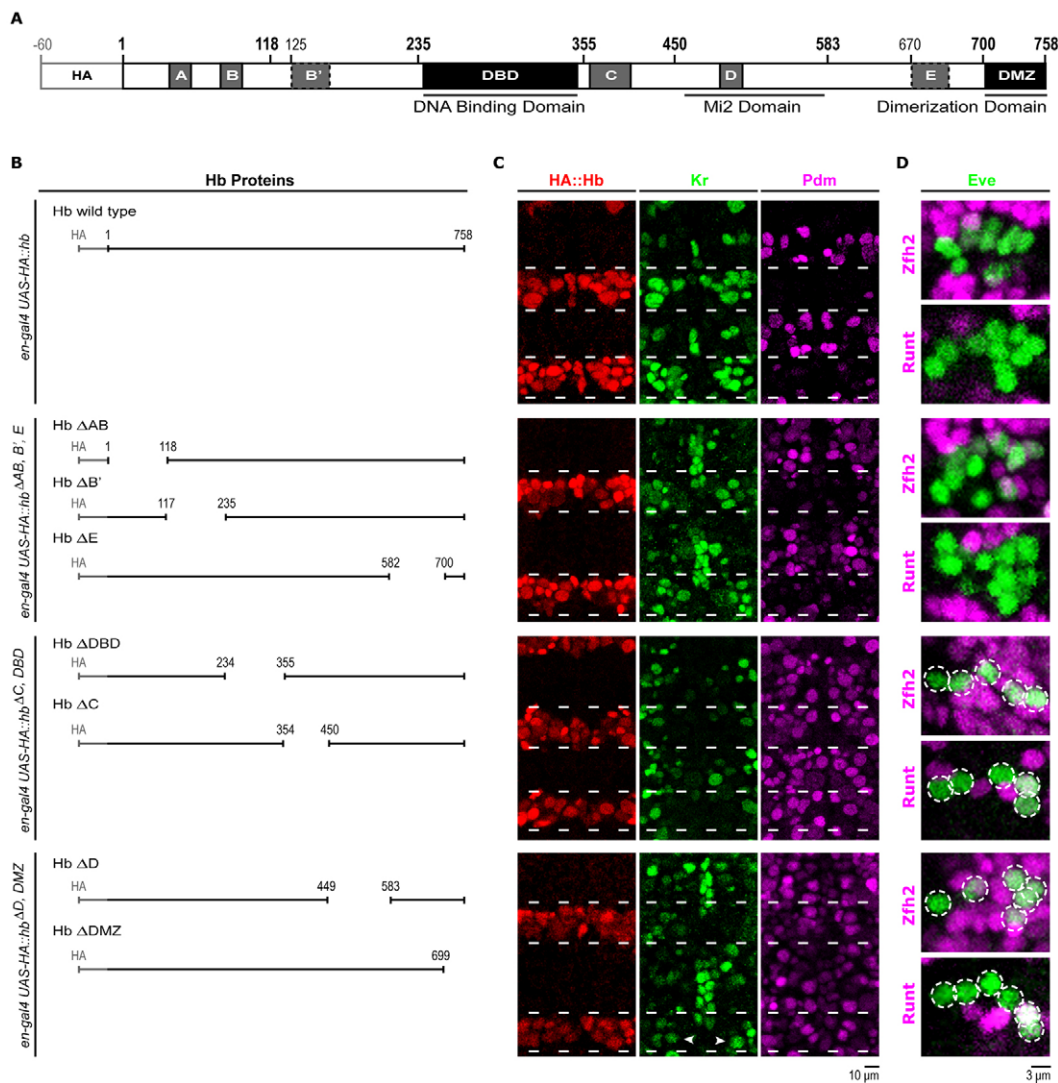 A
-60 1 118 125 235 355 450 583 670 700 758
HA A B B' DBD C D E DMZ
DNA Binding Domain Mi2 Domain Dimerization Domain
B C D
Hb Proteins HA::Hb Kr Pdm Eve
en-gal4 UAS-HA::hb
Hb wild type
HA 1 758
Zfh2
Runt
en-gal4 UAS-HA::hb ΔAB, B', E
Hb ΔAB
HA 1 118
Hb ΔB'
HA 117 235
Hb ΔE
HA 582 700
Zfh2
Runt
en-gal4 UAS-HA::hb ΔC, DBD
Hb ΔDBD
HA 234 355
Hb ΔC
HA 354 450
Zfh2
Runt
en-gal4 UAS-HA::hb ΔD, DMZ
Hb ΔD
HA 449 583
Hb ΔDMZ
HA 699
Zfh2
Runt
10 µm 3 µm